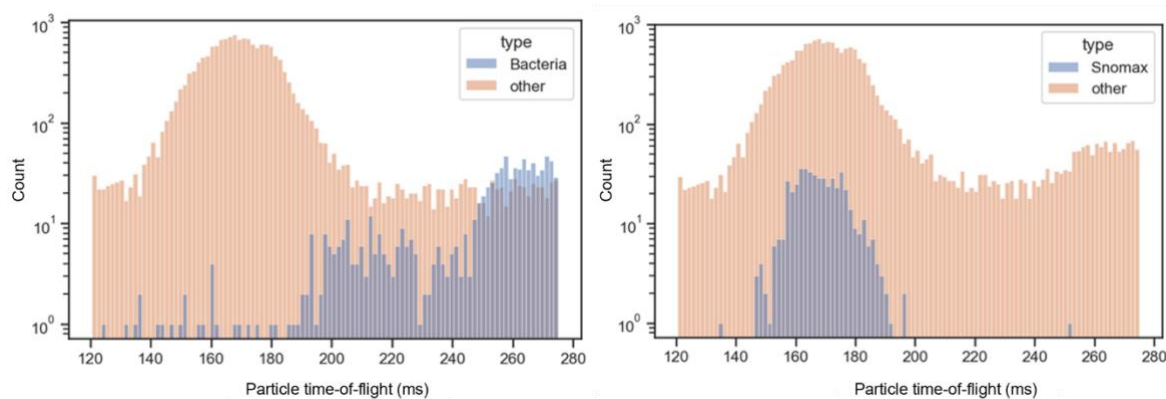 10³
10²
10¹
10⁰
Count
type
Bacteria
other
120 140 160 180 200 220 240 260 280
Particle time-of-flight (ms)
10³
10²
10¹
10⁰
Count
type
Snomax
other
120 140 160 180 200 220 240 260 280
Particle time-of-flight (ms)